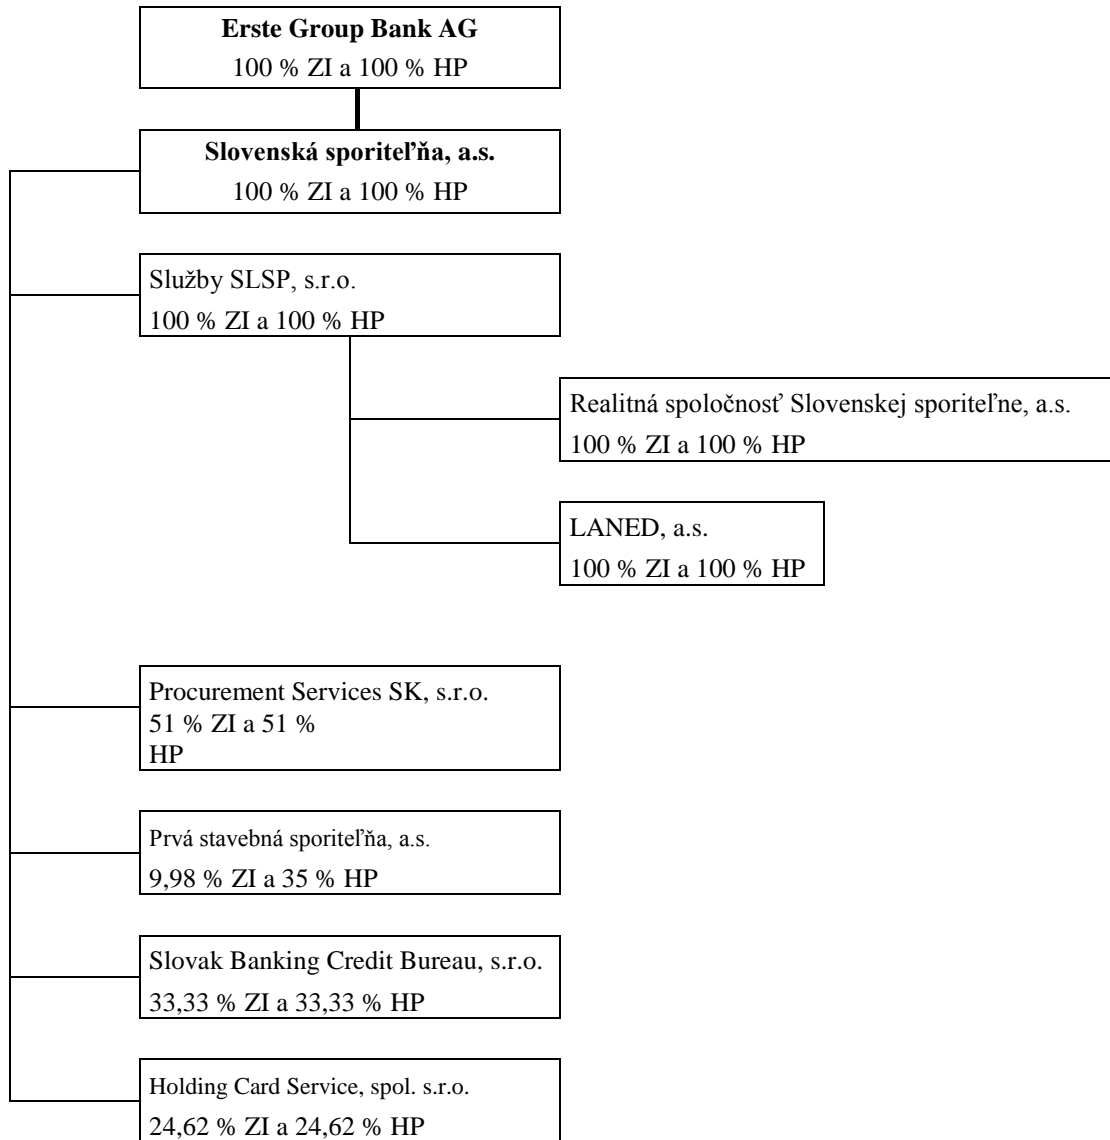 Erste Group Bank AG
100 % ZI a 100 % HP
Slovenská sporiteľňa, a.s.
100 % ZI a 100 % HP
Služby SLSP, s.r.o.
100 % ZI a 100 % HP
Realitná spoločnosť Slovenskej sporiteľne, a.s.
100 % ZI a 100 % HP
LANED, a.s.
100 % ZI a 100 % HP
Procurement Services SK, s.r.o.
51 % ZI a 51 %
HP
Prvá stavebná sporiteľňa, a.s.
9,98 % ZI a 35 % HP
Slovak Banking Credit Bureau, s.r.o.
33,33 % ZI a 33,33 % HP
Holding Card Service, spol. s.r.o.
24,62 % ZI a 24,62 % HP